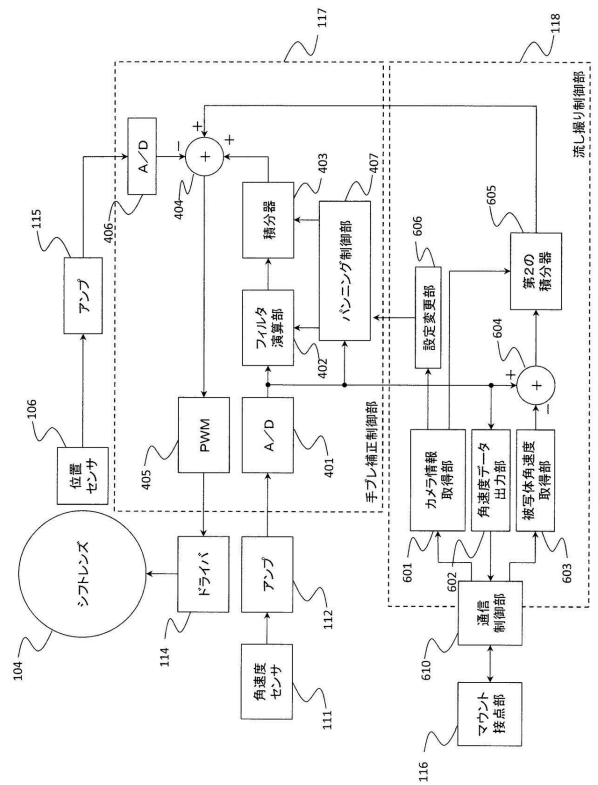 117
118
115
アンプ
406
A/D
106
位置
センサ
404
−
+
+
+
403
積分器
407
パンニング制御部
402
フィルタ
演算部
405
PWM
401
A/D
手ブレ補正制御部
104
シフトレンズ
114
ドライバ
112
アンプ
111
角速度
センサ
流し撮り制御部
605
第2の
積分器
606
設定変更部
604
+
+
−
601
カメラ情報
取得部
602
角速度データ
出力部
603
被写体角速度
取得部
610
通信
制御部
116
マウント
接点部